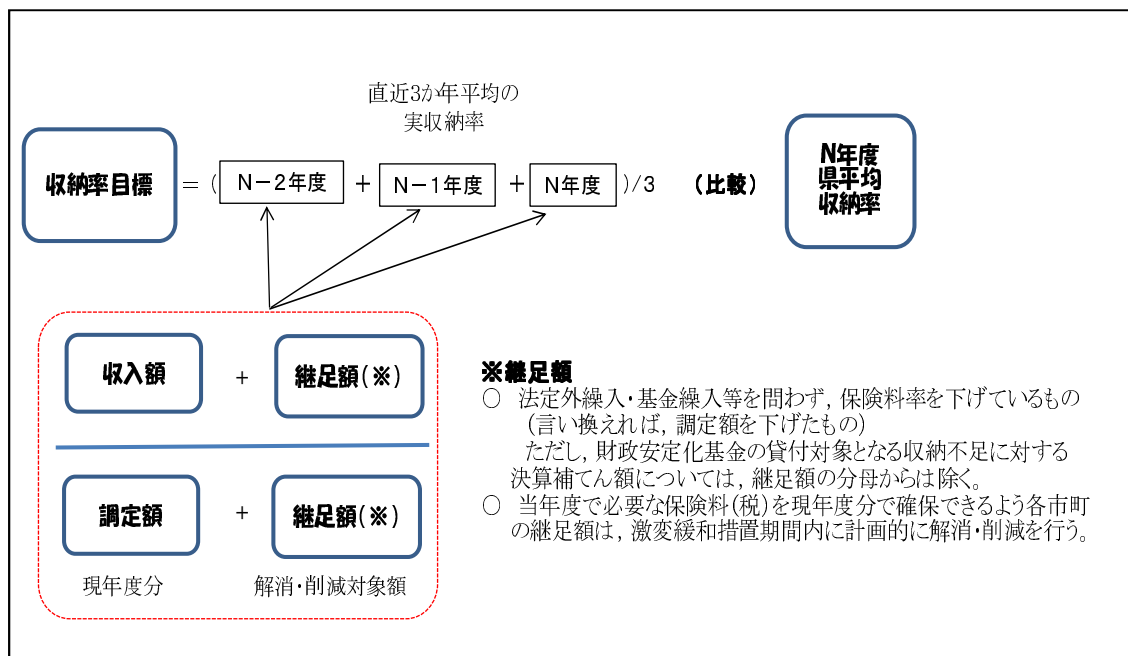 直近3か年平均の
実収納率
収納率目標 = ( N－2年度 + N－1年度 + N年度 )/3 (比較)
N年度
県平均
収納率
収入額 + 継足額(※)
調定額 + 継足額(※)
現年度分 解消・削減対象額
※継足額
○ 法定外繰入・基金繰入等を問わず,保険料率を下げているもの
(言い換えれば,調定額を下げたもの)
ただし,財政安定化基金の貸付対象となる収納不足に対する
決算補てん額については,継足額の分母からは除く。
○ 当年度で必要な保険料(税)を現年度分で確保できるよう各市町
の継足額は,激変緩和措置期間内に計画的に解消・削減を行う。